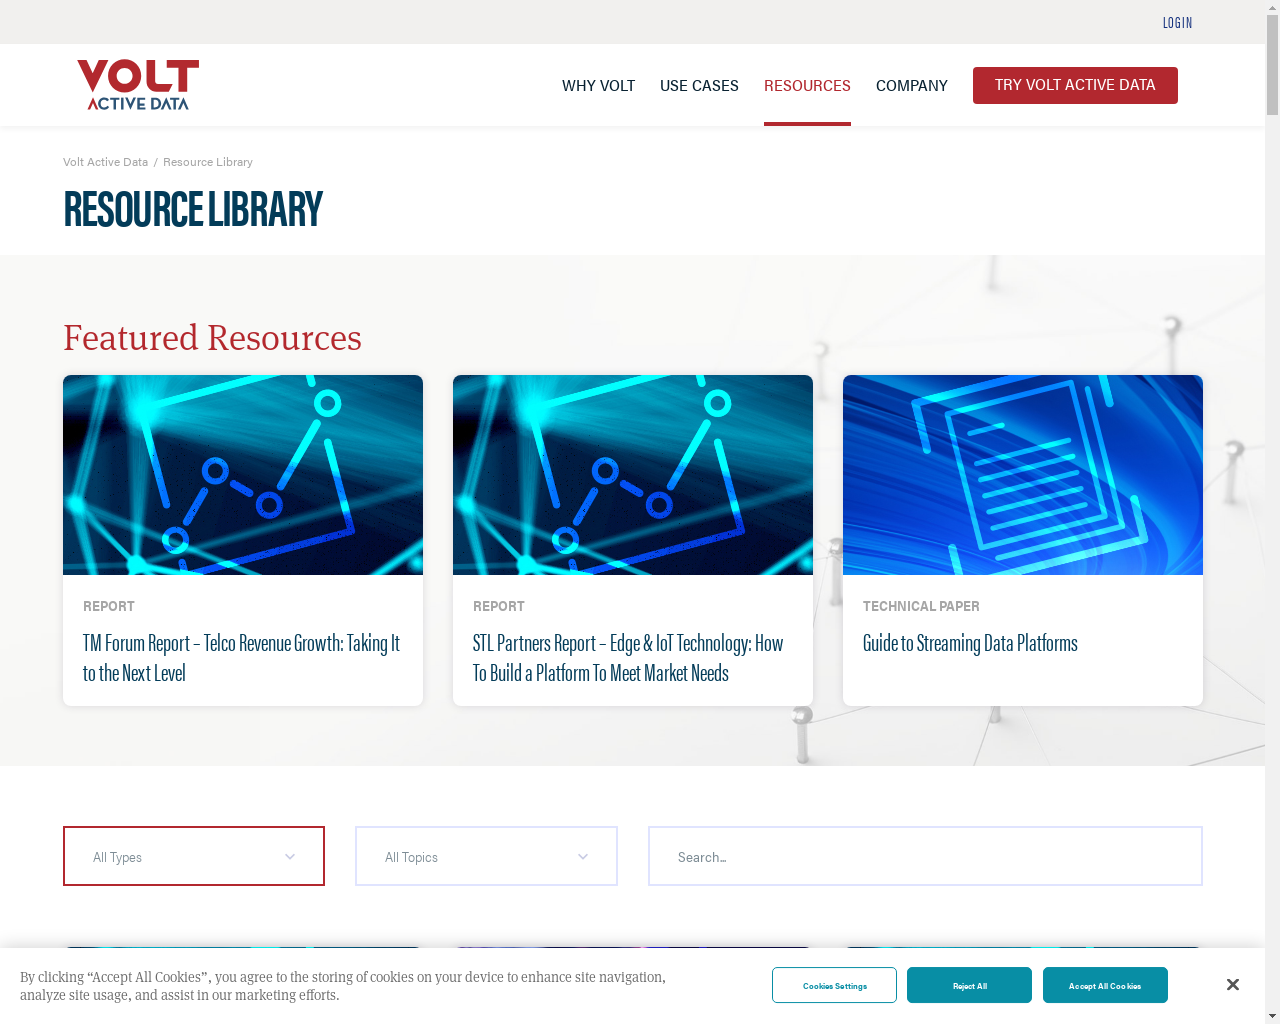 LOGIN
VOLT
ACTIVE DATA
WHY VOLT
USE CASES
RESOURCES
COMPANY
TRY VOLT ACTIVE DATA
Volt Active Data / Resource Library
RESOURCE LIBRARY
Featured Resources
REPORT
TM Forum Report – Telco Revenue Growth: Taking It
to the Next Level
REPORT
STL Partners Report – Edge & IoT Technology: How
To Build a Platform To Meet Market Needs
TECHNICAL PAPER
Guide to Streaming Data Platforms
All Types
All Topics
Search...
By clicking “Accept All Cookies”, you agree to the storing of cookies on your device to enhance site navigation,
analyze site usage, and assist in our marketing efforts.
Cookies Settings
Reject All
Accept All Cookies